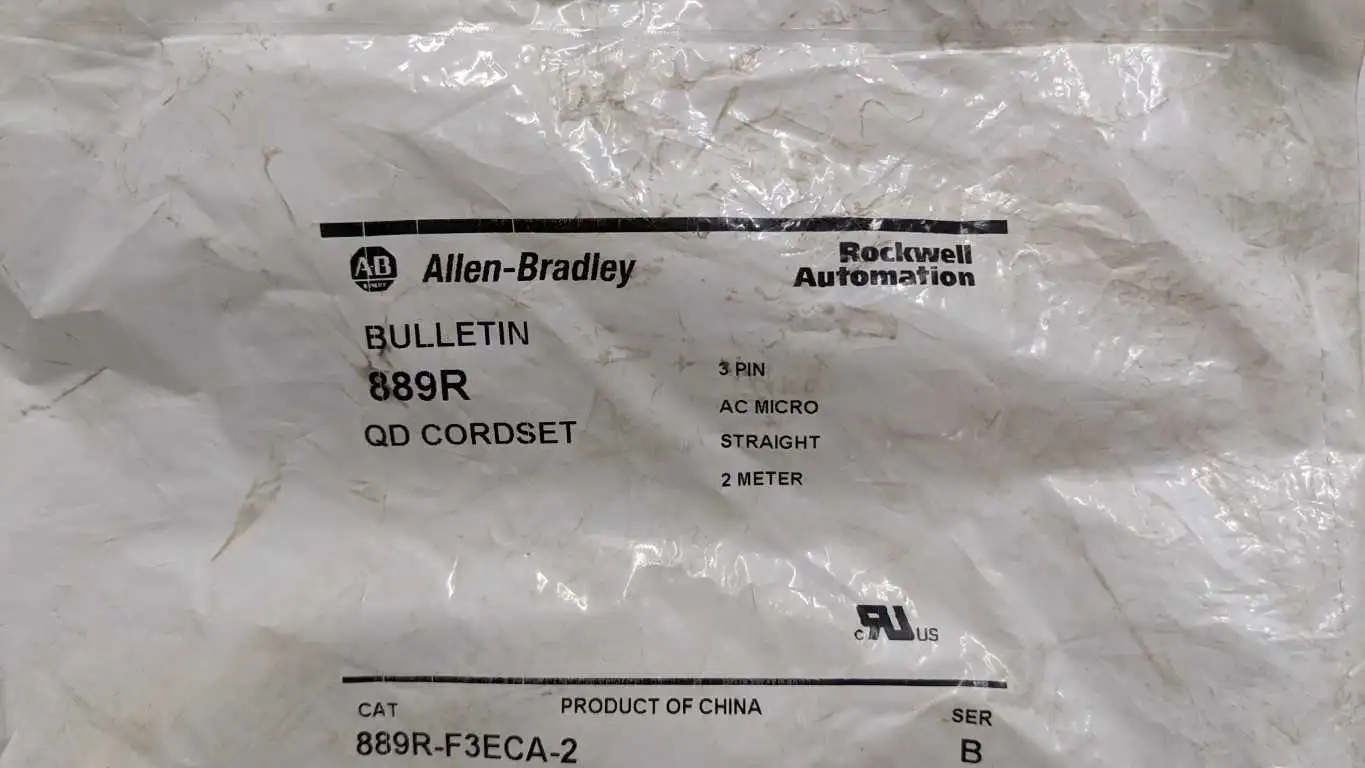 AB Allen-Bradley
Rockwell
Automation
BULLETIN
889R
QD CORDSET
3 PIN
AC MICRO
STRAIGHT
2 METER
c RU US
PRODUCT OF CHINA
CAT
889R-F3ECA-2
SER
B